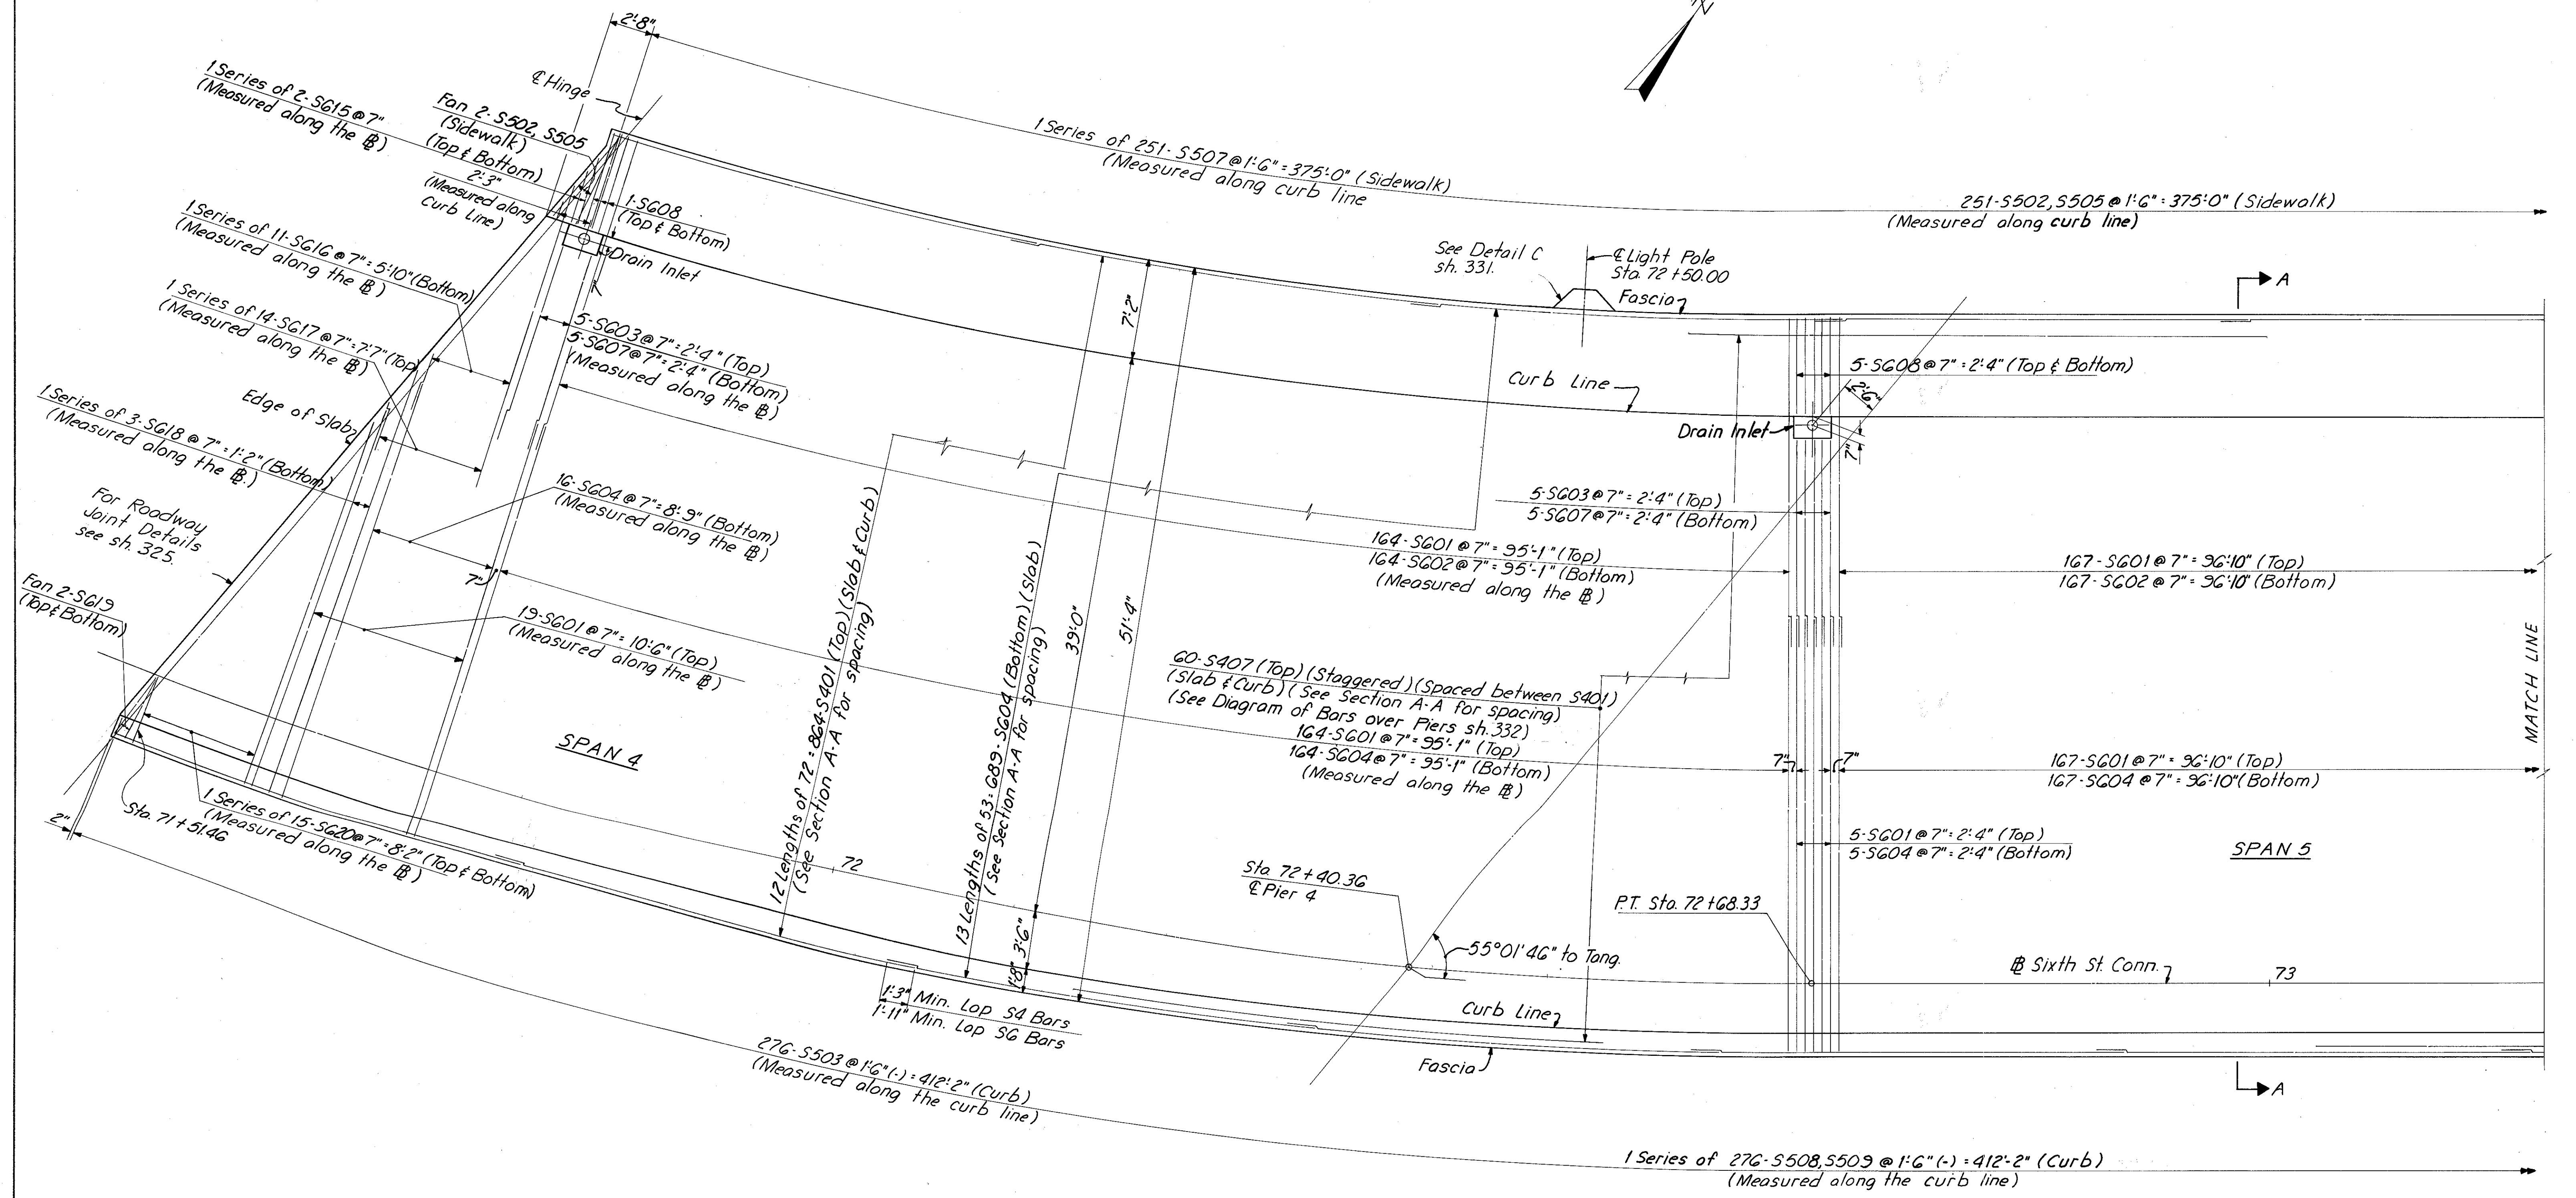 N
2'-8"
℄ Hinge
1 Series of 2-S615@7"
(Measured along the ℄B)
Fan 2-S502, S505
(Sidewalk)
(Top & Bottom)
2'-3"
(Measured along
Curb Line)
1-S608
(Top & Bottom)
Drain Inlet
1 Series of 251-S507@1'-6"=375'-0" (Sidewalk)
(Measured along curb line
251-S502, S505@1'-6"=375'-0" (Sidewalk)
(Measured along curb line)
1 Series of 11-S616@7"=5'-10" (Bottom)
(Measured along the ℄B)
1 Series of 14-S617@7"=7'-7" (Top)
(Measured along the ℄B)
Edge of Slab
1 Series of 3-S618@7"=1'-2" (Bottom)
(Measured along the ℄B.)
For Roadway
Joint Details
see sh. 325.
Fan 2-S619
(Top & Bottom)
5-S603@7"=2'-4" (Top)
5-S607@7"=2'-4" (Bottom)
(Measured along the ℄B)
16-S604@7"=8'-9" (Bottom)
(Measured along the ℄B)
7"
19-S601@7"=10'-6" (Top)
(Measured along the ℄B)
SPAN 4
2"
Sta. 71+51.46
1 Series of 15-S620@7"=8'-2" (Top & Bottom)
(Measured along the ℄B)
72
12 Lengths of 72=864-S401 (Top) (Slab & Curb)
(See Section A-A for spacing)
13 Lengths of 53=689-S604 (Bottom) (Slab)
(See Section A-A for spacing)
7'-2"
39'-0"
51'-4"
3'-6"
1'-8"
1'-3" Min. Lap S4 Bars
1'-11" Min. Lap S6 Bars
276-S503@1'-6"(-)=412'-2" (Curb)
(Measured along the curb line)
See Detail C
sh. 331.
℄ Light Pole
Sta. 72+50.00
Fascia
A
Curb Line
5-S608@7"=2'-4" (Top & Bottom)
2'-6"
Drain Inlet
7"
5-S603@7"=2'-4" (Top)
5-S607@7"=2'-4" (Bottom)
164-S601@7"=95'-1" (Top)
164-S602@7"=95'-1" (Bottom)
(Measured along the ℄B)
167-S601@7"=96'-10" (Top)
167-S602@7"=96'-10" (Bottom)
60-S407 (Top) (Staggered) (Spaced between S401)
(Slab & Curb) (See Section A-A for spacing)
(See Diagram of Bars over Piers sh. 332)
164-S601@7"=95'-1" (Top)
164-S604@7"=95'-1" (Bottom)
(Measured along the ℄B)
7"
7"
167-S601@7"=96'-10" (Top)
167-S604@7"=96'-10" (Bottom)
MATCH LINE
5-S601@7"=2'-4" (Top)
5-S604@7"=2'-4" (Bottom)
SPAN 5
Sta. 72+40.36
℄ Pier 4
P.T. Sta. 72+68.33
55°01'46" to Tang.
℄B Sixth St. Conn.
73
Curb Line
Fascia
A
1 Series of 276-S508, S509@1'-6"(-)=412'-2" (Curb)
(Measured along the curb line)